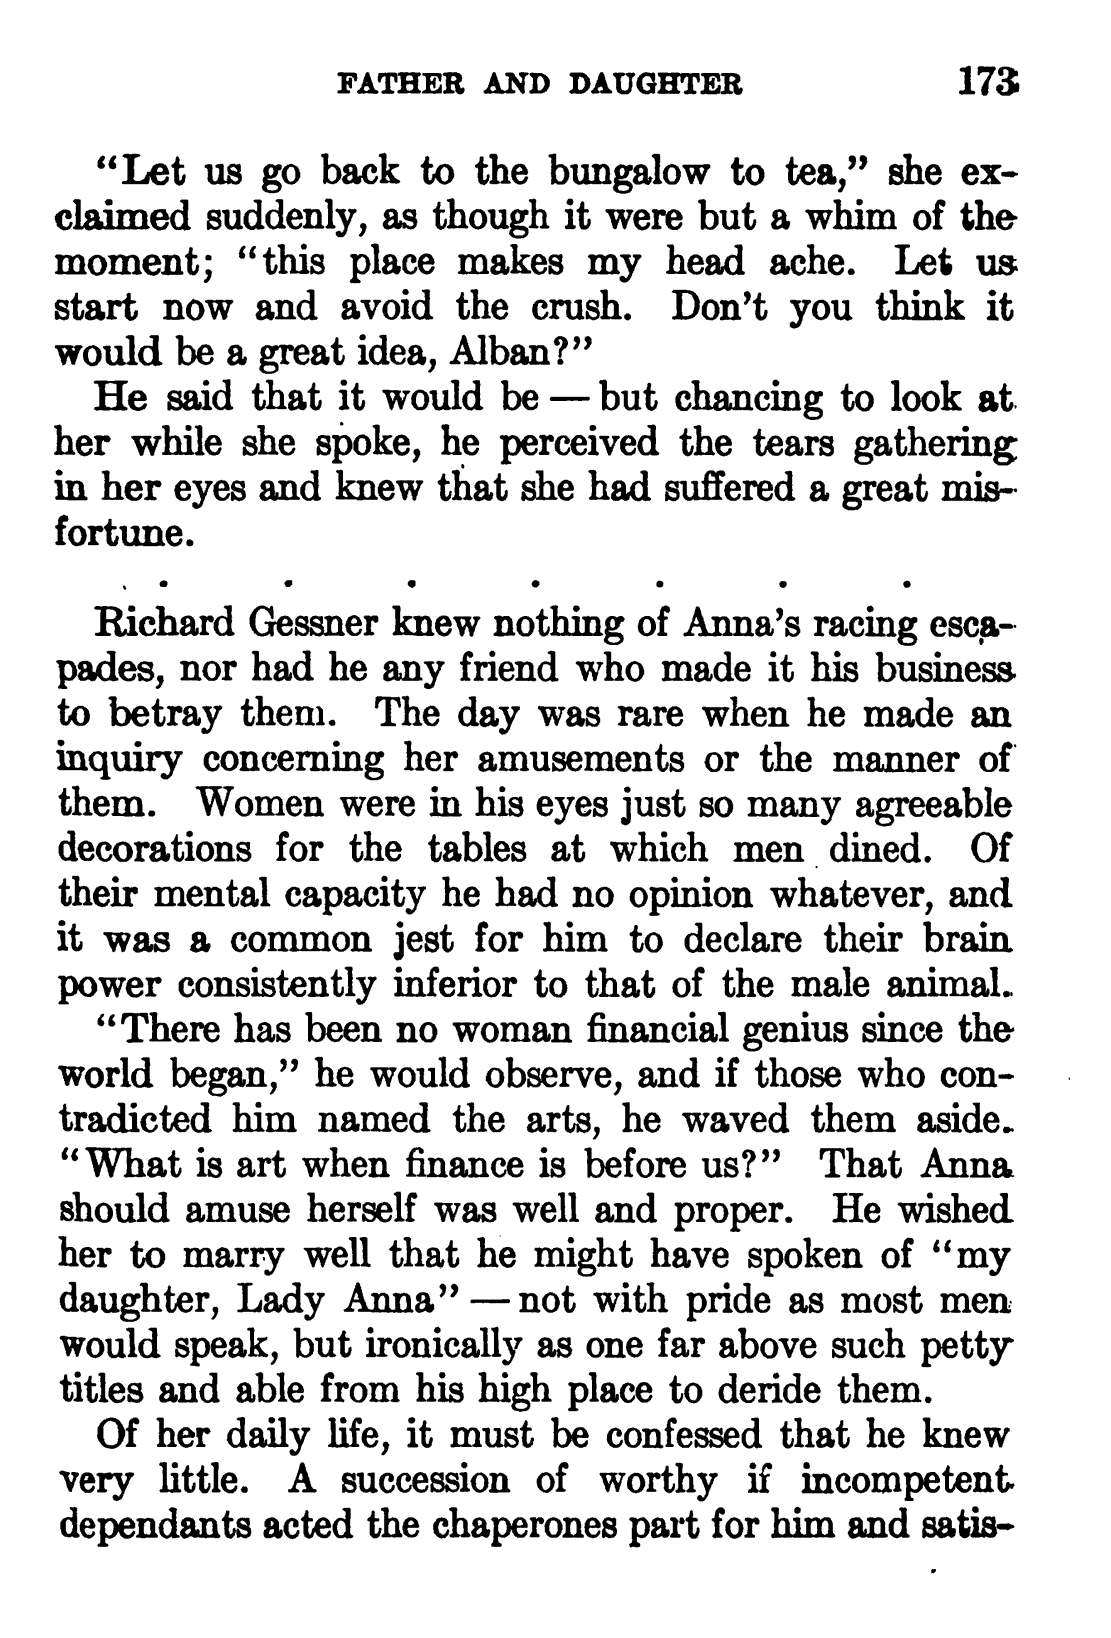 FATHER AND DAUGHTER 173
“Let us go back to the bungalow to tea,” she ex-
claimed suddenly, as though it were but a whim of the
moment; “this place makes my head ache. Let us
start now and avoid the crush. Don’t you think it
would be a great idea, Alban?”
He said that it would be — but chancing to look at
her while she spoke, he perceived the tears gathering
in her eyes and knew that she had suffered a great mis-
fortune.
. . . . . . .
Richard Gessner knew nothing of Anna’s racing esca-
pades, nor had he any friend who made it his business
to betray them. The day was rare when he made an
inquiry concerning her amusements or the manner of
them. Women were in his eyes just so many agreeable
decorations for the tables at which men dined. Of
their mental capacity he had no opinion whatever, and
it was a common jest for him to declare their brain
power consistently inferior to that of the male animal.
“There has been no woman financial genius since the
world began,” he would observe, and if those who con-
tradicted him named the arts, he waved them aside.
“What is art when finance is before us?” That Anna
should amuse herself was well and proper. He wished
her to marry well that he might have spoken of “my
daughter, Lady Anna” — not with pride as most men
would speak, but ironically as one far above such petty
titles and able from his high place to deride them.
Of her daily life, it must be confessed that he knew
very little. A succession of worthy if incompetent
dependants acted the chaperones part for him and satis-